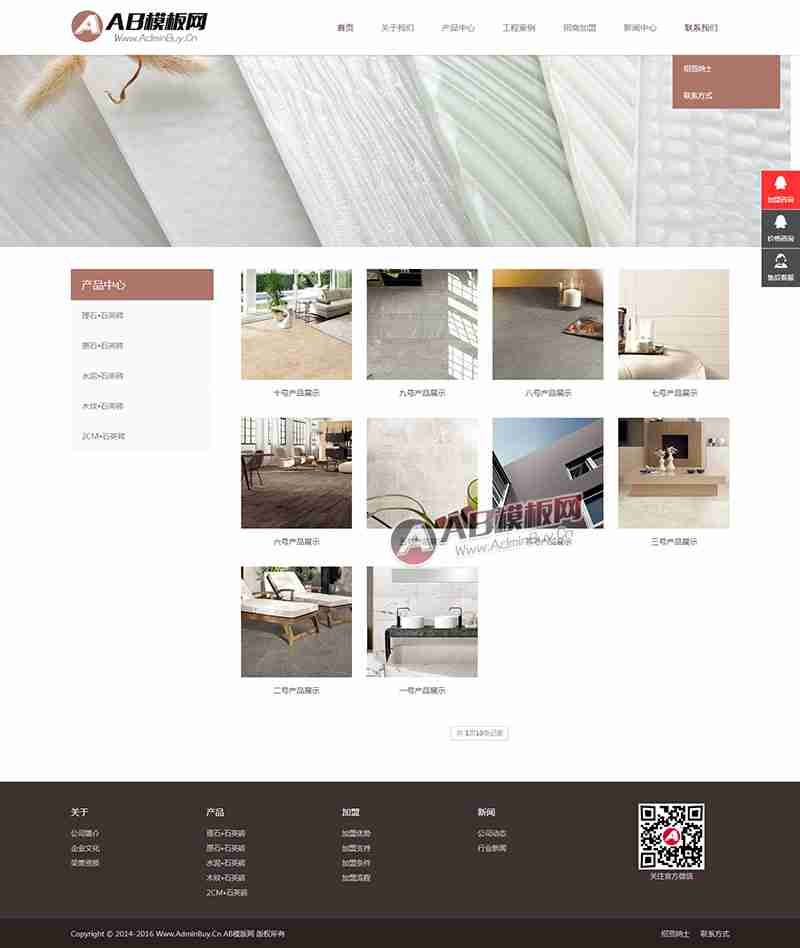 AB模板网
Www.AdminBuy.Cn
首页 关于我们 产品中心 工程案例 招商加盟 新闻中心 联系我们
招贤纳士
联系方式
加盟咨询
价格咨询
售后客服
产品中心
理石•石英砖
原石•石英砖
水泥•石英砖
木纹•石英砖
2CM•石英砖
十号产品展示 九号产品展示 八号产品展示 七号产品展示
六号产品展示 三号产品展示
AB模板网
Www.AdminBuy.Cn
二号产品展示 一号产品展示
共 1页10条记录
关于 产品 加盟 新闻
公司简介 理石•石英砖 加盟优势 公司动态
企业文化 原石•石英砖 加盟支持 行业新闻
荣誉资质 水泥•石英砖 加盟条件
木纹•石英砖 加盟流程
2CM•石英砖
关注官方微信
Copyright © 2014-2016 Www.AdminBuy.Cn AB模板网 版权所有 招贤纳士 联系方式